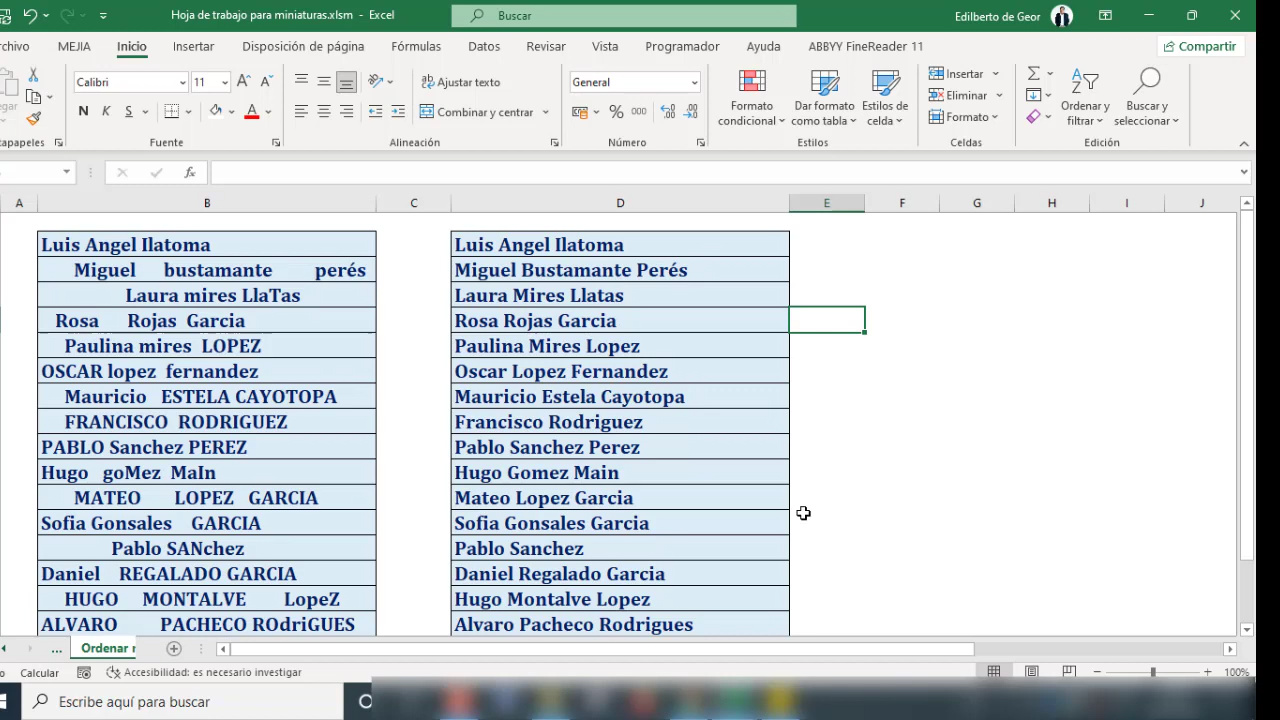 Hoja de trabajo para miniaturas.xlsm - Excel
Buscar
Edilberto de Geor
rchivo MEJIA Inicio Insertar Disposición de página Fórmulas Datos Revisar Vista Programador Ayuda ABBYY FineReader 11 Compartir
Calibri 11 Ajustar texto General Insertar
N K S Combinar y centrar % 000 Formato condicional Dar formato como tabla Estilos de celda Eliminar Formato Ordenar y filtrar Buscar y seleccionar
rtapapeles Fuente Alineación Número Estilos Celdas Edición
fx
A B C D E F G H I J
Luis Angel Ilatoma Luis Angel Ilatoma
Miguel bustamante perés Miguel Bustamante Perés
Laura mires LlaTas Laura Mires Llatas
Rosa Rojas Garcia Rosa Rojas Garcia
Paulina mires LOPEZ Paulina Mires Lopez
OSCAR lopez fernandez Oscar Lopez Fernandez
Mauricio ESTELA CAYOTOPA Mauricio Estela Cayotopa
FRANCISCO RODRIGUEZ Francisco Rodriguez
PABLO Sanchez PEREZ Pablo Sanchez Perez
Hugo goMez MaIn Hugo Gomez Main
MATEO LOPEZ GARCIA Mateo Lopez Garcia
Sofia Gonsales GARCIA Sofia Gonsales Garcia
Pablo SANchez Pablo Sanchez
Daniel REGALADO GARCIA Daniel Regalado Garcia
HUGO MONTALVE LopeZ Hugo Montalve Lopez
ALVARO PACHECO ROdriGUES Alvaro Pacheco Rodrigues
... Ordenar
Calcular Accesibilidad: es necesario investigar 100%
Escribe aquí para buscar